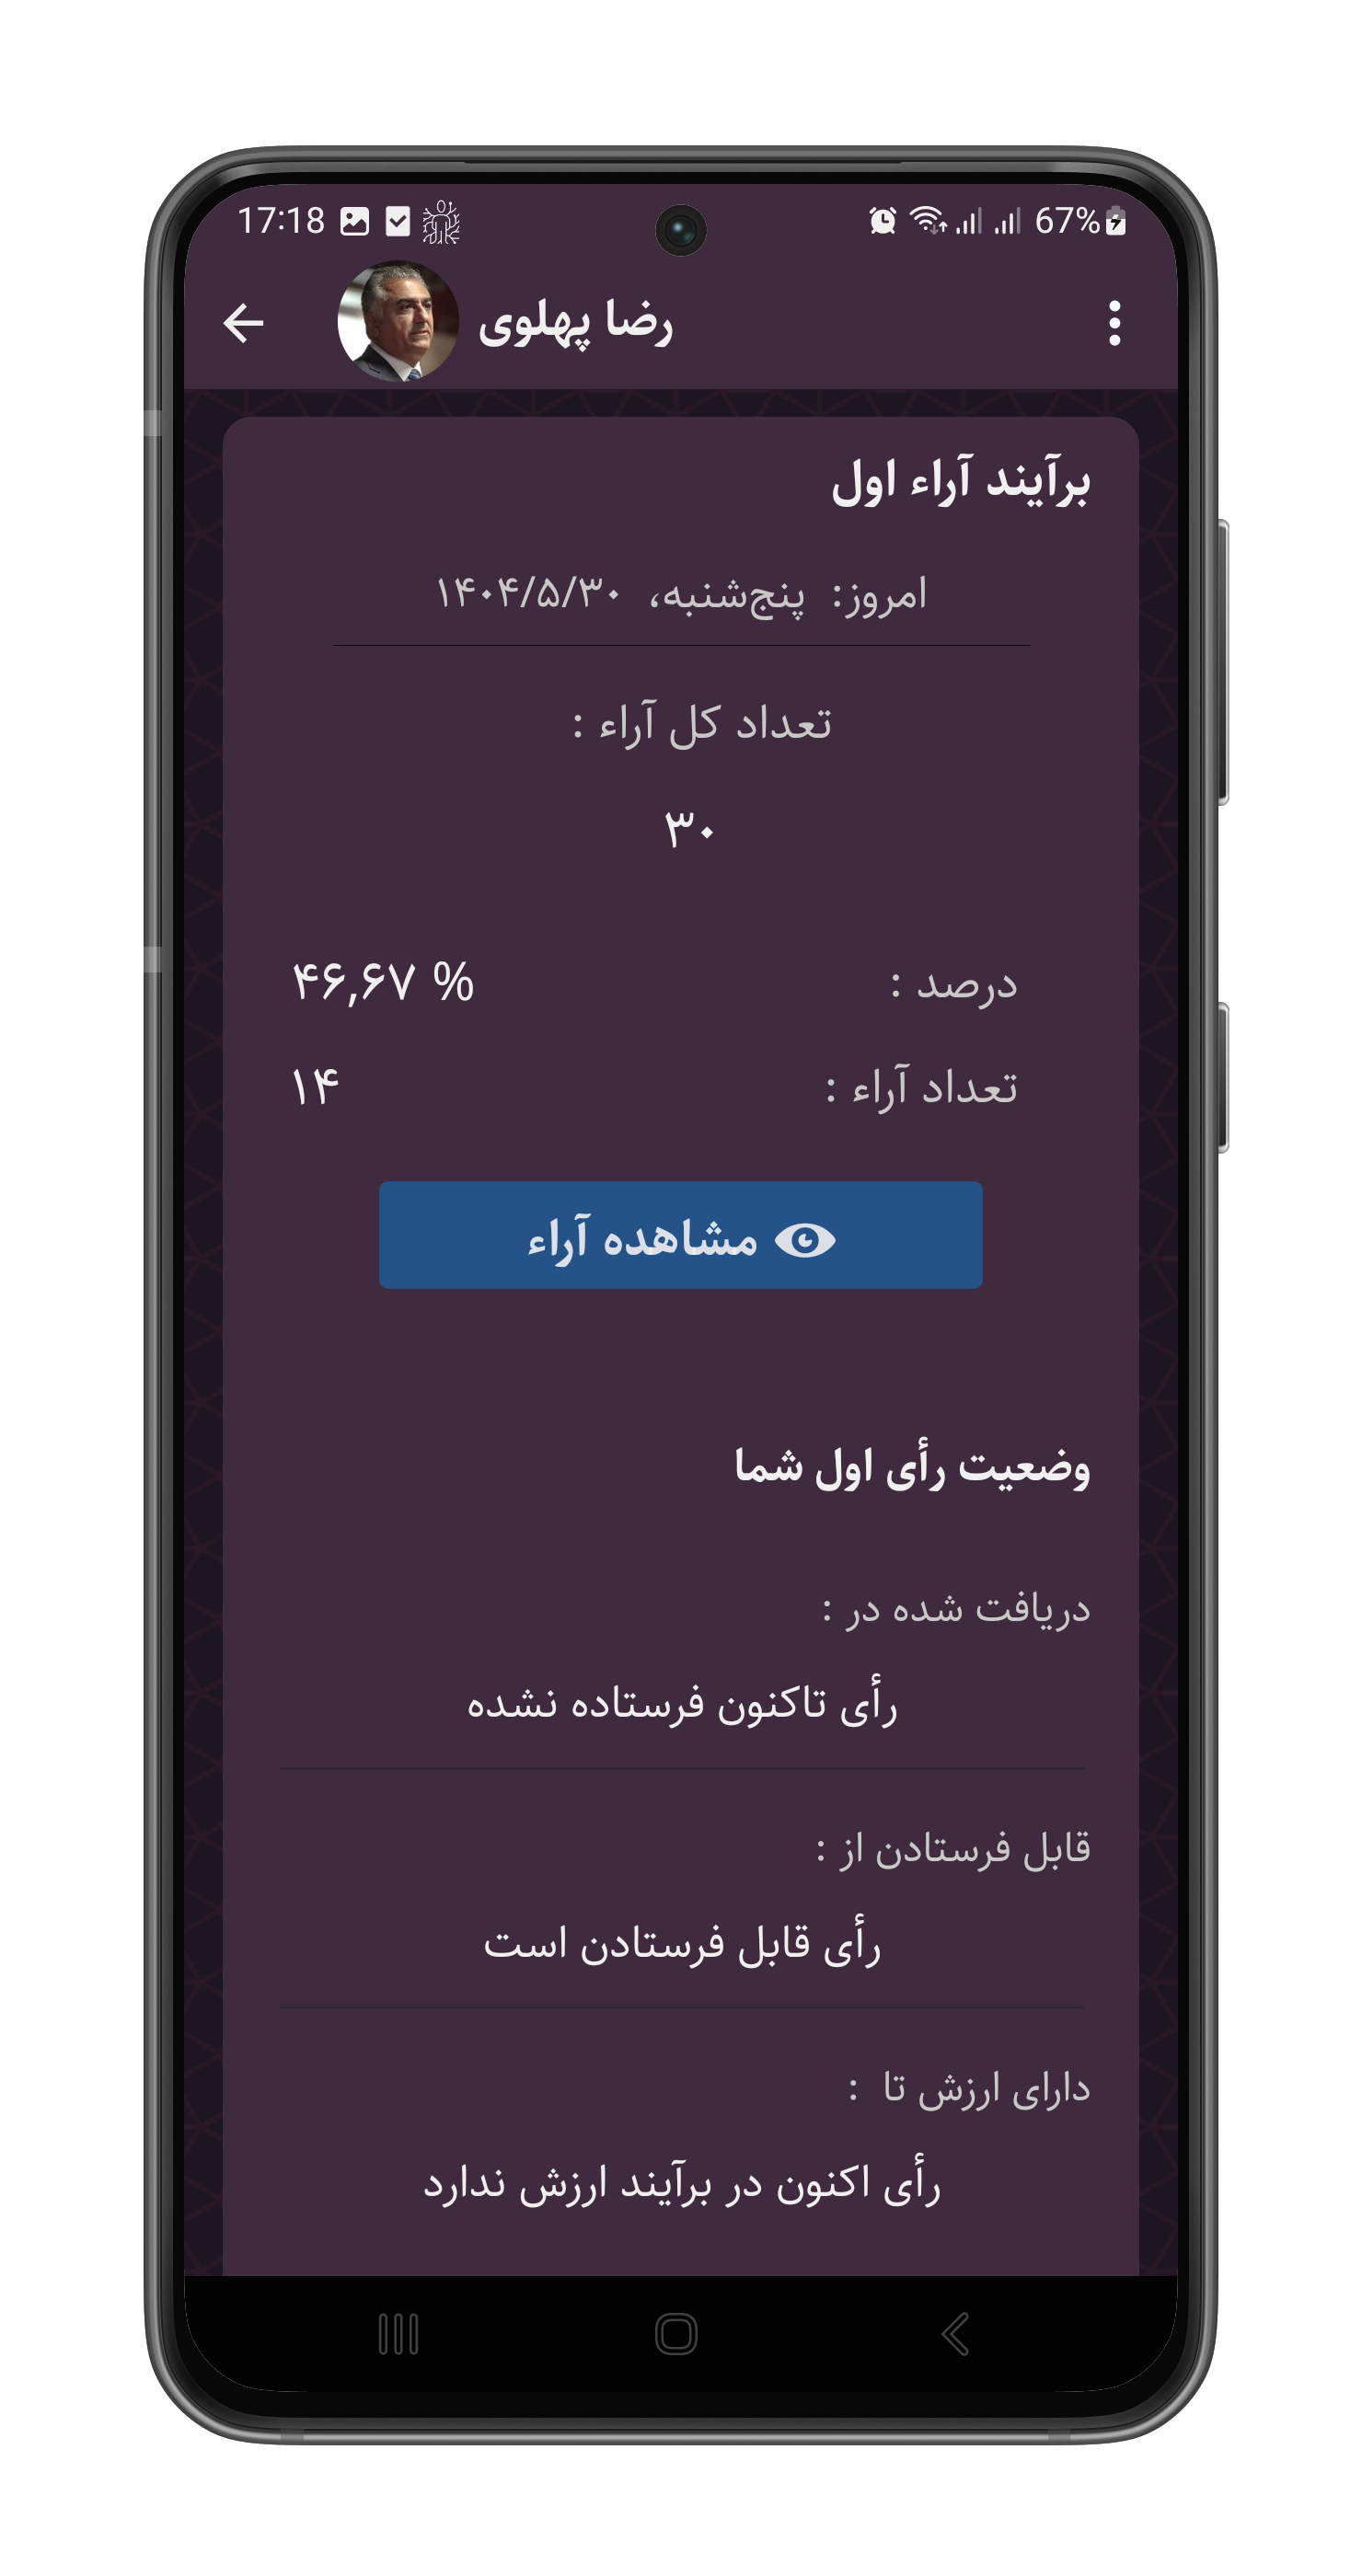 17:18 67%
رضا پهلوی
برآیند آراء اول
امروز: پنج‌شنبه، ۱۴۰۴/۵/۳۰
تعداد کل آراء :
۳۰
درصد : ۴۶,۶۷ %
تعداد آراء : ۱۴
مشاهده آراء
وضعیت رأی اول شما
دریافت شده در :
رأی تاکنون فرستاده نشده
قابل فرستادن از :
رأی قابل فرستادن است
دارای ارزش تا :
رأی اکنون در برآیند ارزش ندارد